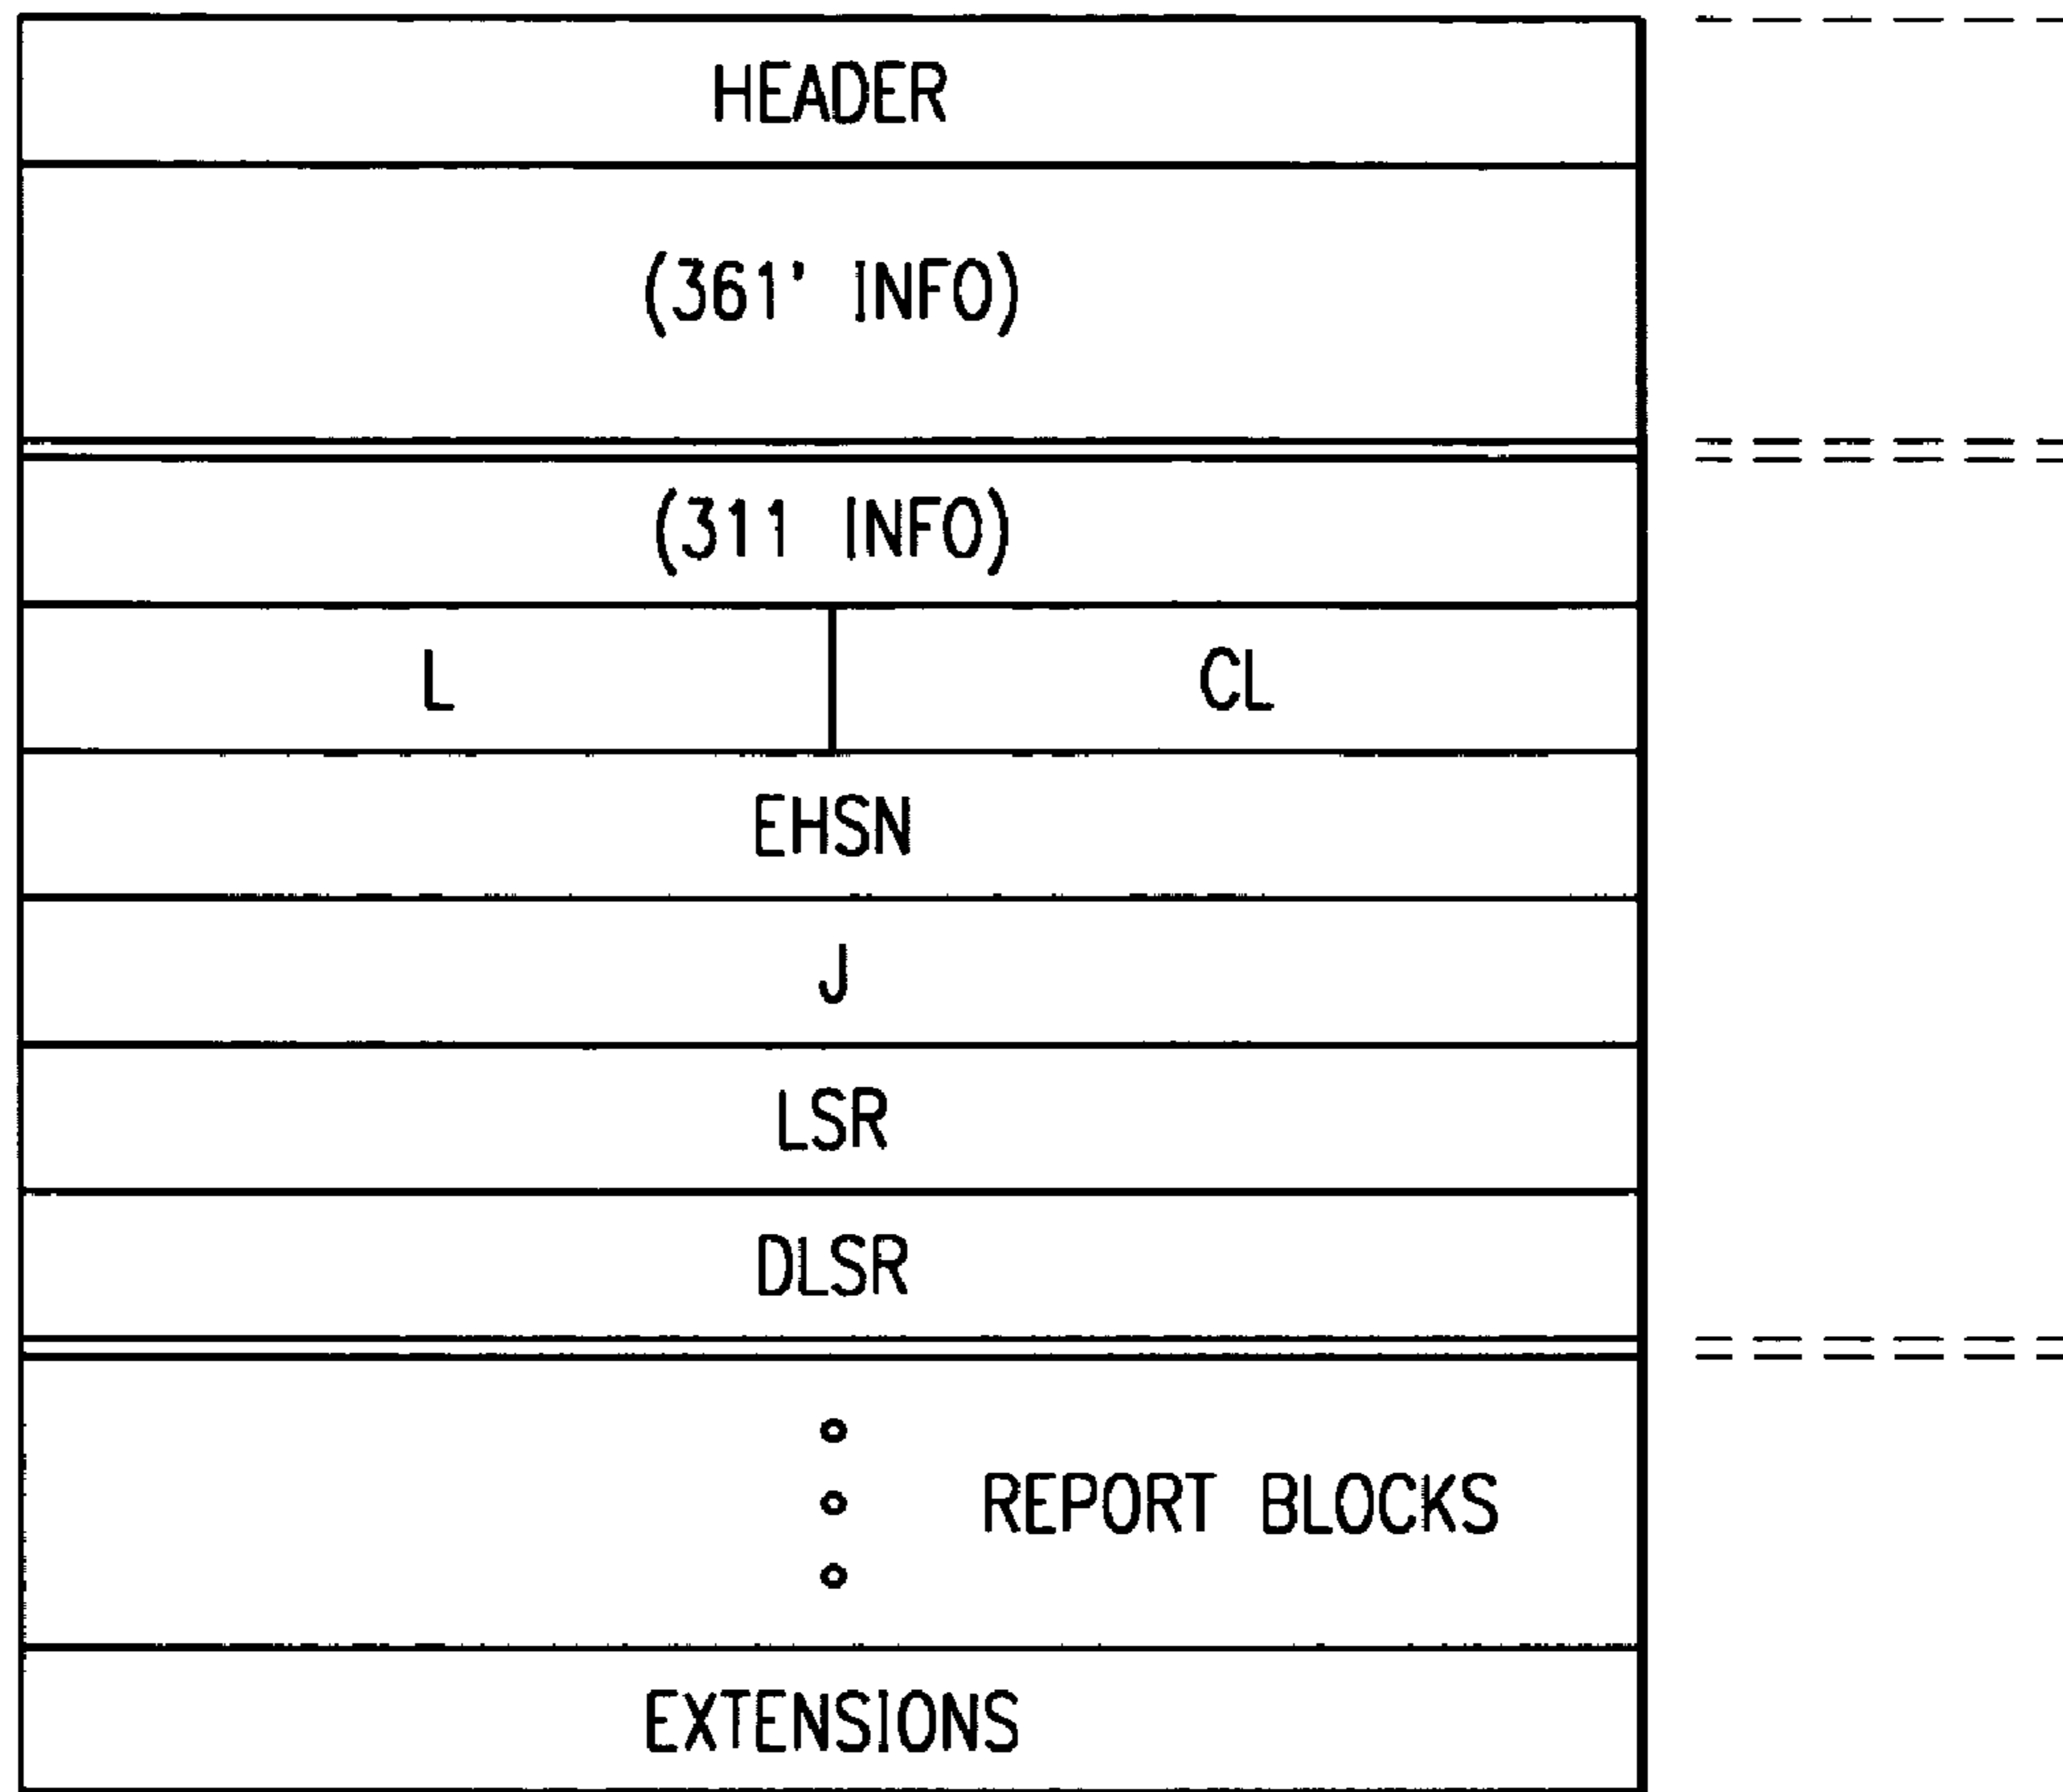 HEADER
(361' INFO)
(311 INFO)
L CL
EHSN
J
LSR
DLSR
REPORT BLOCKS
EXTENSIONS